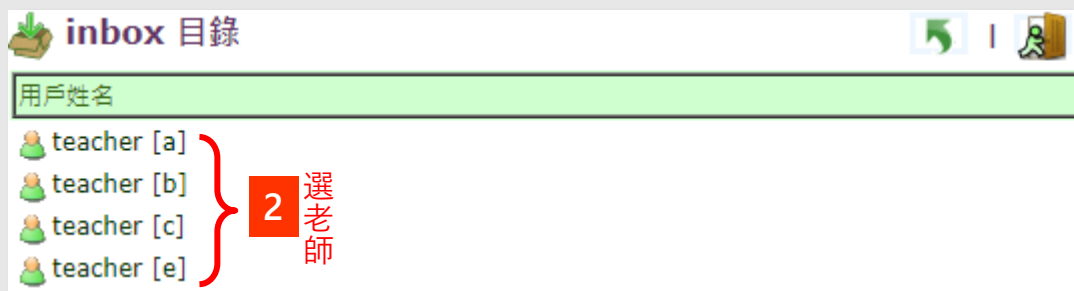 inbox 目錄
|
用戶姓名
teacher [a]
teacher [b]
teacher [c]
teacher [e]
2
選老師